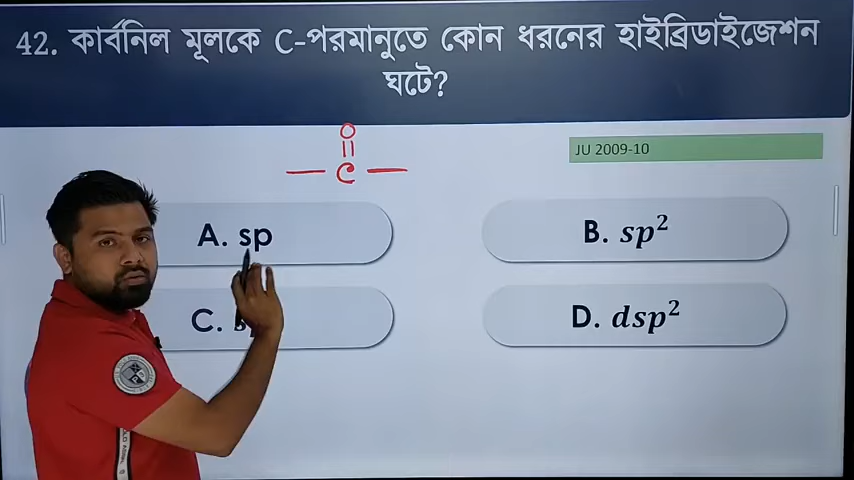 42. কার্বনিল মূলকে C-পরমানুতে কোন ধরনের হাইব্রিডাইজেশন
ঘটে?
O
||
— C —
JU 2009-10
A. sp
B. sp²
C. s
D. dsp²